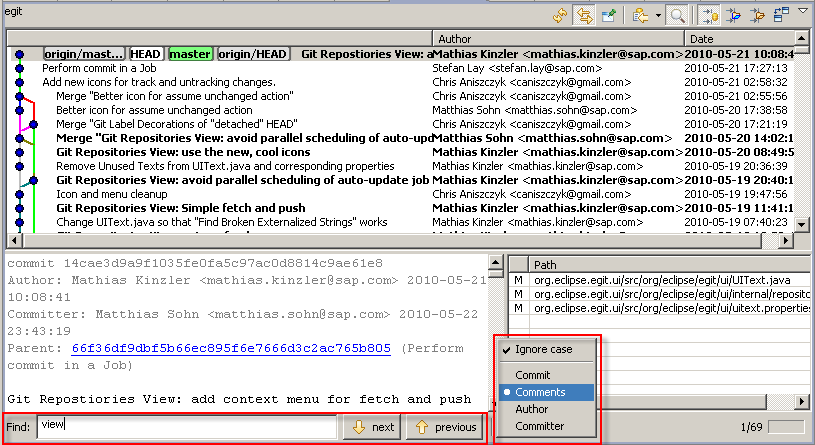 egit
Author Date
origin/mast... HEAD master origin/HEAD Git Repostiories View: a Mathias Kinzler <mathias.kinzler@sap.com> 2010-05-21 10:08:4
Perform commit in a Job Stefan Lay <stefan.lay@sap.com> 2010-05-21 17:27:13
Add new icons for track and untracking changes. Chris Aniszczyk <caniszczyk@gmail.com> 2010-05-21 02:58:32
Merge "Better icon for assume unchanged action" Chris Aniszczyk <caniszczyk@gmail.com> 2010-05-21 02:55:56
Better icon for assume unchanged action Matthias Sohn <matthias.sohn@sap.com> 2010-05-20 17:38:58
Merge "Git Label Decorations of "detached" HEAD" Chris Aniszczyk <caniszczyk@gmail.com> 2010-05-20 17:21:19
Merge "Git Repositories View: avoid parallel scheduling of auto-upd Matthias Sohn <matthias.sohn@sap.com> 2010-05-20 14:02:1
Git Repositories View: use the new, cool icons Mathias Kinzler <mathias.kinzler@sap.com> 2010-05-20 08:49:5
Remove Unused Texts from UIText.java and corresponding properties Mathias Kinzler <mathias.kinzler@sap.com> 2010-05-19 20:36:39
Git Repositories View: avoid parallel scheduling of auto-update job Mathias Kinzler <mathias.kinzler@sap.com> 2010-05-19 20:40:1
Icon and menu cleanup Chris Aniszczyk <caniszczyk@gmail.com> 2010-05-19 19:47:56
Git Repositories View: Simple fetch and push Mathias Kinzler <mathias.kinzler@sap.com> 2010-05-19 11:41:1
Change UIText.java so that "Find Broken Externalized Strings" works Mathias Kinzler <mathias.kinzler@sap.com> 2010-05-19 07:40:23
commit 14cae3d9a9f1035fe0fa5c97ac0d8814c9ae61e8
Author: Mathias Kinzler <mathias.kinzler@sap.com> 2010-05-21
10:08:41
Committer: Matthias Sohn <matthias.sohn@sap.com> 2010-05-22
23:43:19
Parent: 66f36df9dbf5b66ec895f6e7666d3c2ac765b805 (Perform
commit in a Job)
Git Repostiories View: add context menu for fetch and push
Path
M org.eclipse.egit.ui/src/org/eclipse/egit/ui/UIText.java
M org.eclipse.egit.ui/src/org/eclipse/egit/ui/internal/reposito
M org.eclipse.egit.ui/src/org/eclipse/egit/ui/uitext.properties
Ignore case
Commit
Comments
Author
Committer
Find: view next previous 1/69